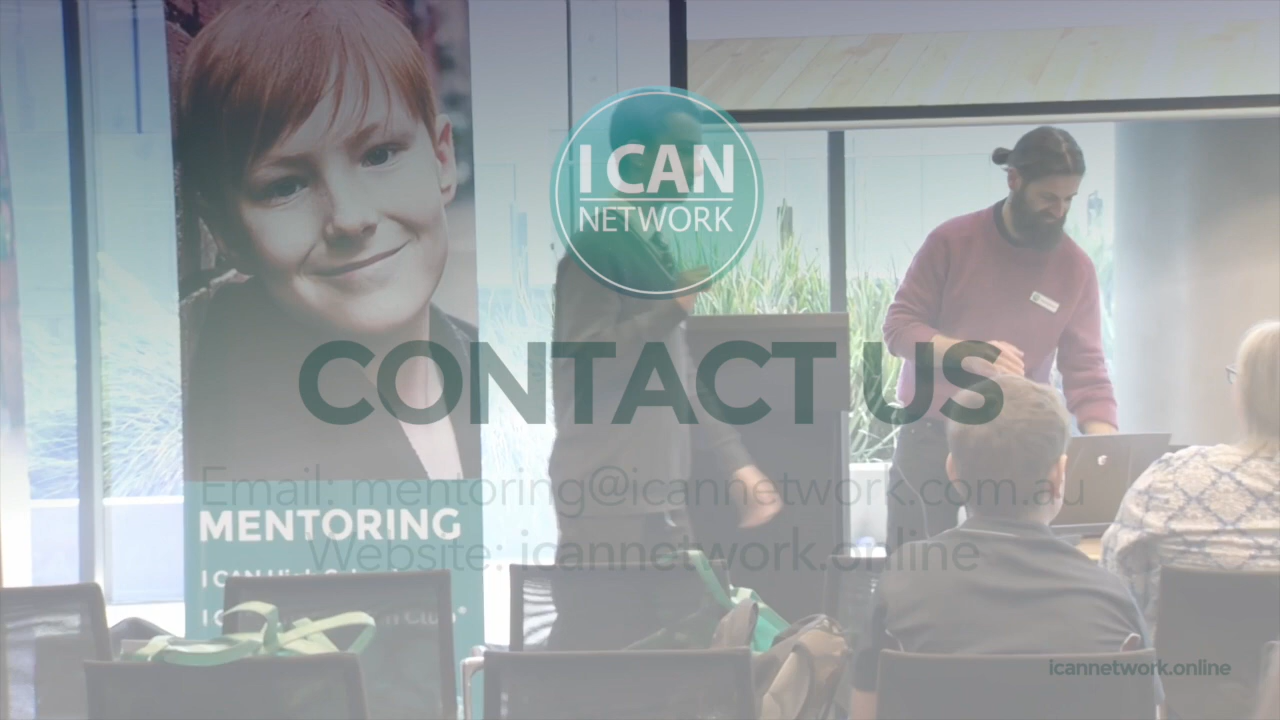 I CAN
NETWORK
CONTACT US
Email: mentoring@icannetwork.com.au
MENTORING
Website: icannetwork.online
icannetwork.online